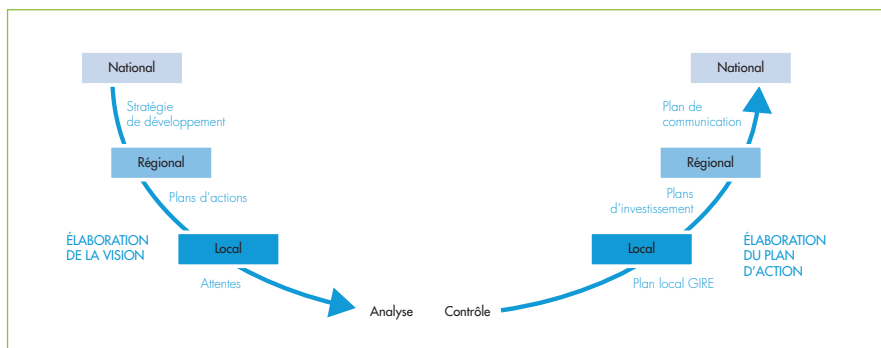 National
Stratégie
de développement
Régional
Plans d'actions
ÉLABORATION
DE LA VISION
Local
Attentes
Analyse
Contrôle
National
Plan de
communication
Régional
Plans
d'investissement
Local
ÉLABORATION
DU PLAN
D'ACTION
Plan local GIRE